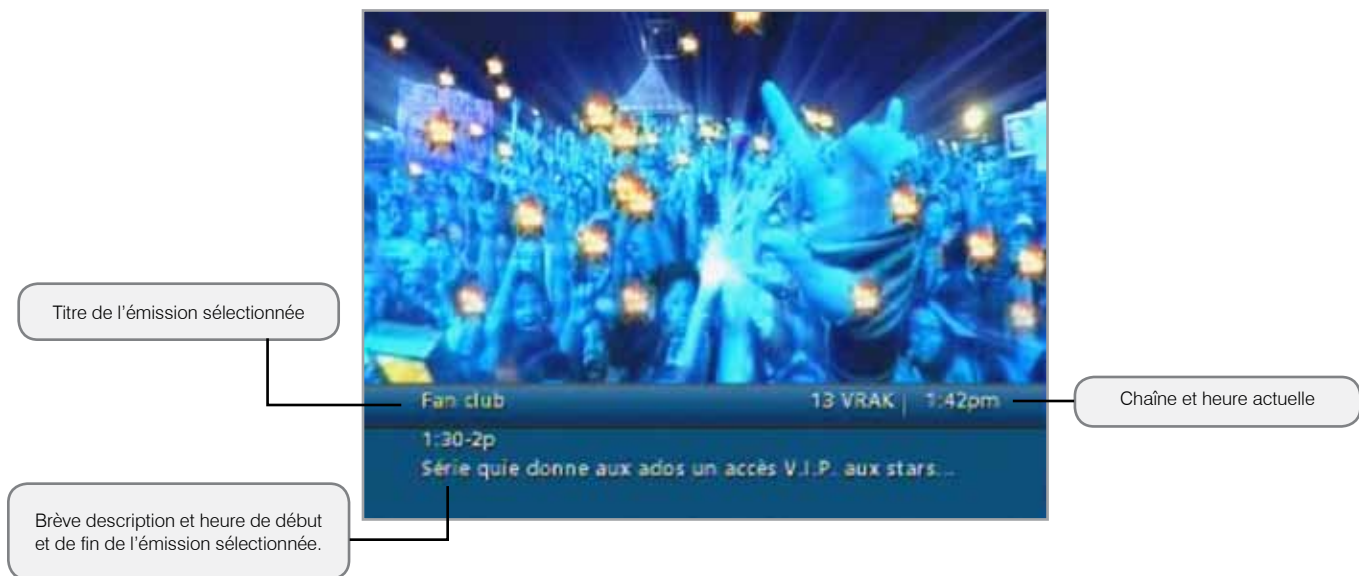 Titre de l'émission sélectionnée
Fan club 13 VRAK | 1:42pm
Chaîne et heure actuelle
1:30-2p
Série quie donne aux ados un accès V.I.P. aux stars...
Brève description et heure de début
et de fin de l'émission sélectionnée.